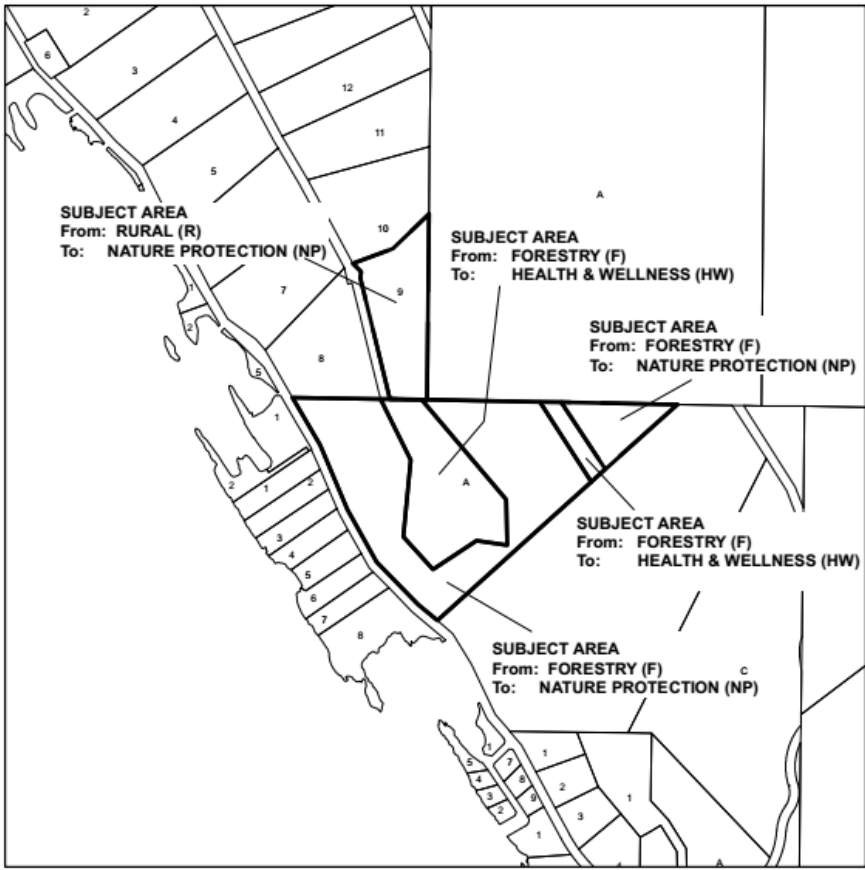 2
6
3
4
5
12
11
10
A
SUBJECT AREA
From: RURAL (R)
To: NATURE PROTECTION (NP)
SUBJECT AREA
From: FORESTRY (F)
To: HEALTH & WELLNESS (HW)
1
2
7
9
8
5
SUBJECT AREA
From: FORESTRY (F)
To: NATURE PROTECTION (NP)
1
2
1
2
3
4
5
6
7
8
A
SUBJECT AREA
From: FORESTRY (F)
To: HEALTH & WELLNESS (HW)
SUBJECT AREA
From: FORESTRY (F)
To: NATURE PROTECTION (NP)
C
1
5
4
3
2
7
8
9
1
1
2
3
1
4
A